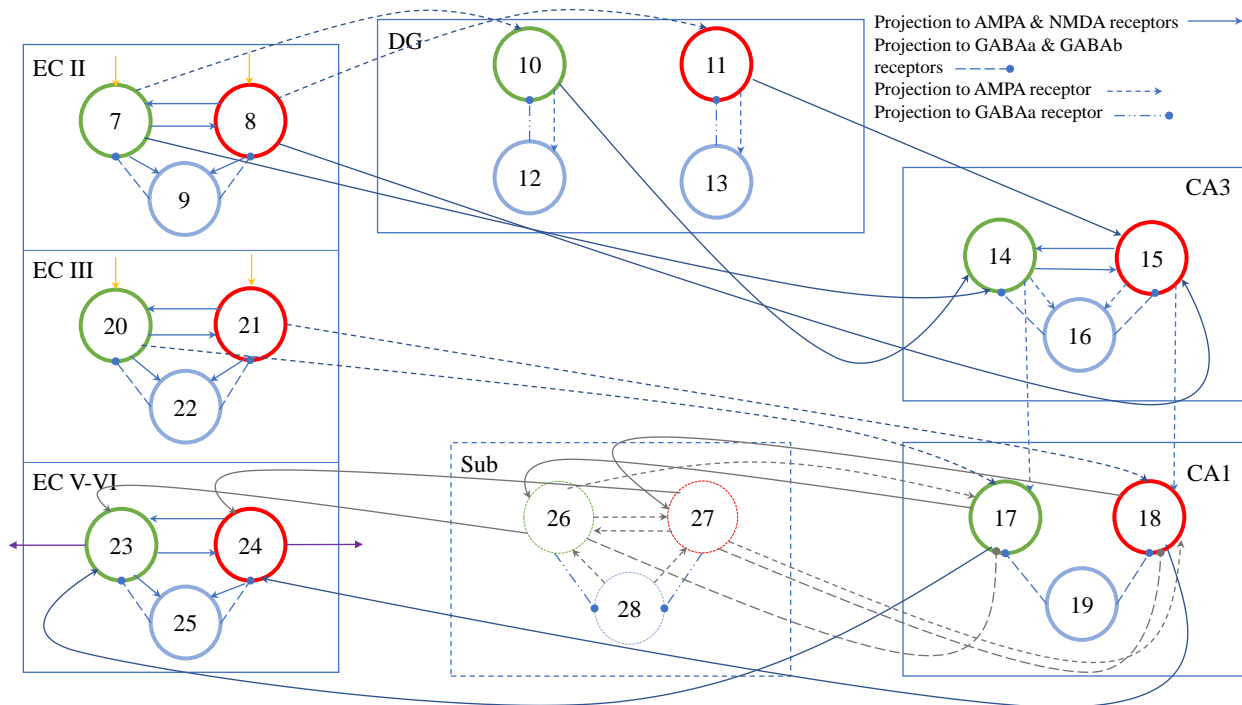 Projection to AMPA & NMDA receptors
Projection to GABAa & GABAb
receptors
Projection to AMPA receptor
Projection to GABAa receptor
EC II
7
8
9
DG
10
11
12
13
CA3
14
15
16
EC III
20
21
22
EC V-VI
23
24
25
Sub
26
27
28
CA1
17
18
19